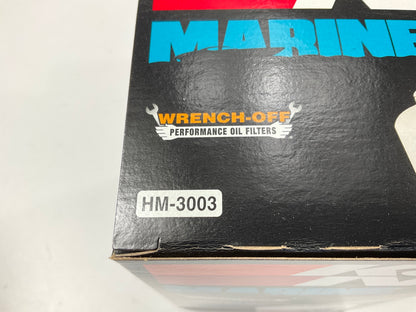 MARINE
WRENCH-OFF
PERFORMANCE OIL FILTERS
HM-3003